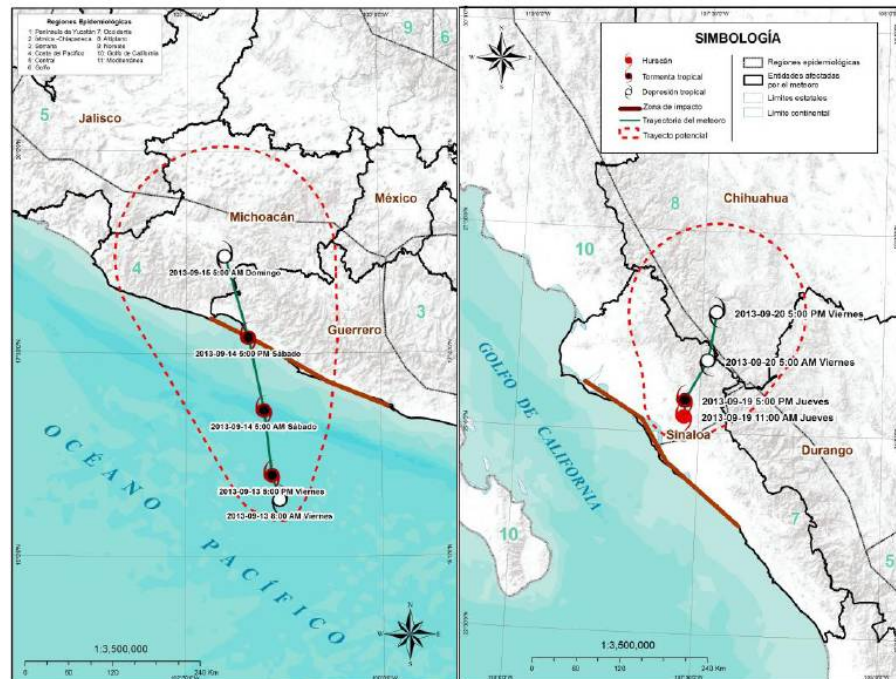 Regiones Epidemiológicas
1 Península de Yucatán 7 Occidente
2 Istmica -Chiapaneca 8 Altiplano
3 Serrana 9 Noreste
4 Costa del Pacífico 10 Golfo de California
5 Central 11 Mediterránea
6 Golfo
9
6
5
Jalisco
México
Michoacán
4
3
2013-09-15 5:00 AM Domingo
Guerrero
2013-09-14 5:00 PM Sábado
2013-09-14 5:00 AM Sábado
2013-09-13 5:00 PM Viernes
2013-09-13 8:00 AM Viernes
OCÉANO
PACÍFICO
N
W
E
S
1:3,500,000
0 60 120 240 Km
N
W
E
S
SIMBOLOGÍA
Huracán
Tormenta tropical
Depresión tropical
Zona de impacto
Trayectoria del meteoro
Trayecto potencial
Regiones epidemiológicas
Entidades afectadas
por el meteoro
Límites estatales
Límite continental
8
Chihuahua
10
2013-09-20 5:00 PM Viernes
2013-09-20 5:00 AM Viernes
2013-09-19 5:00 PM Jueves
2013-09-19 11:00 AM Jueves
GOLFO DE CALIFORNIA
Sinaloa
Durango
7
10
5
1:3,500,000
0 60 120 240 Km